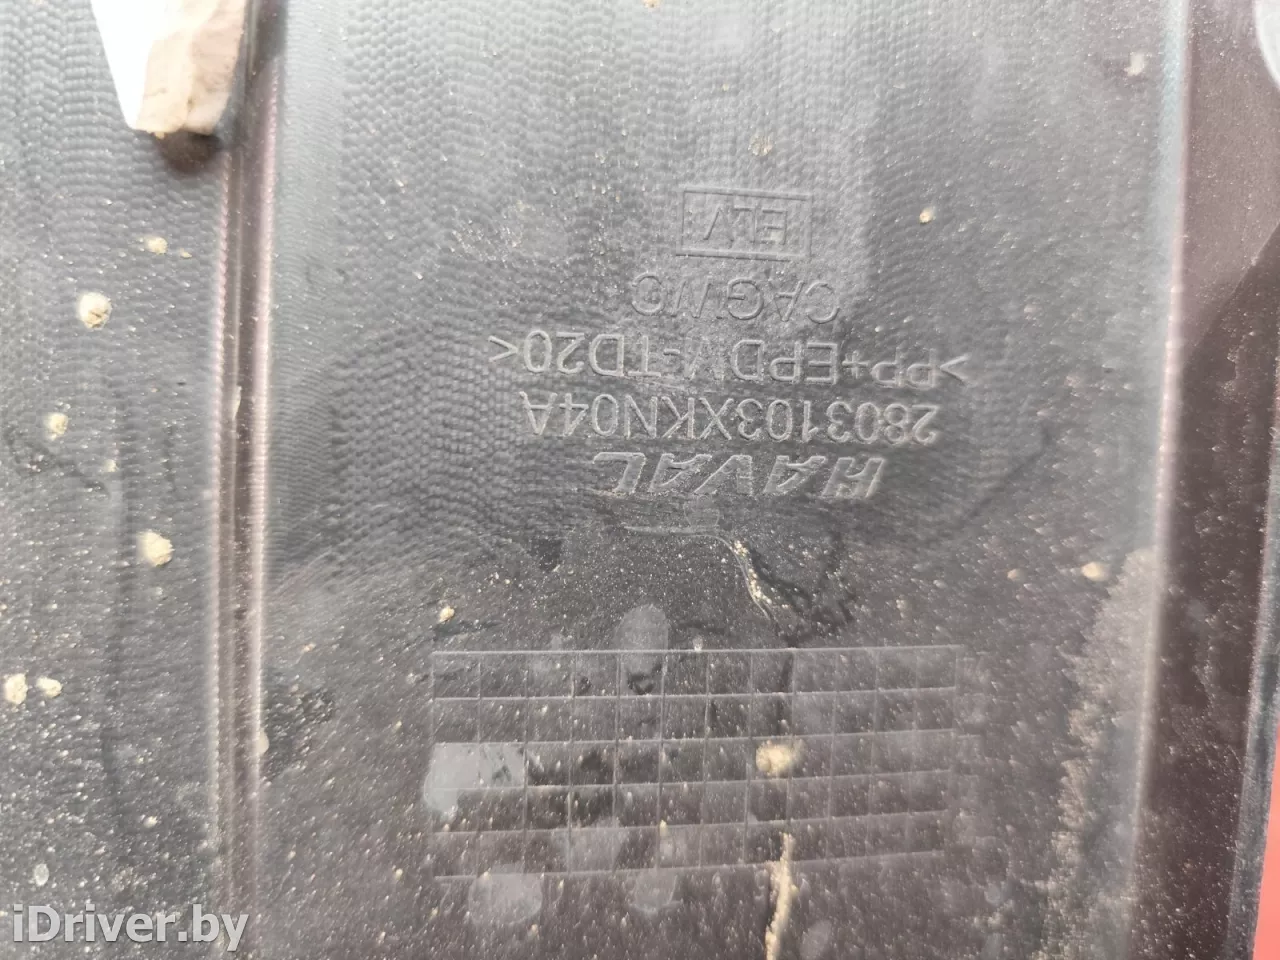 HAVAL
2803103XKN04A
>PP+EPDM-TD20<
CAGWC
ELV
iDriver.by